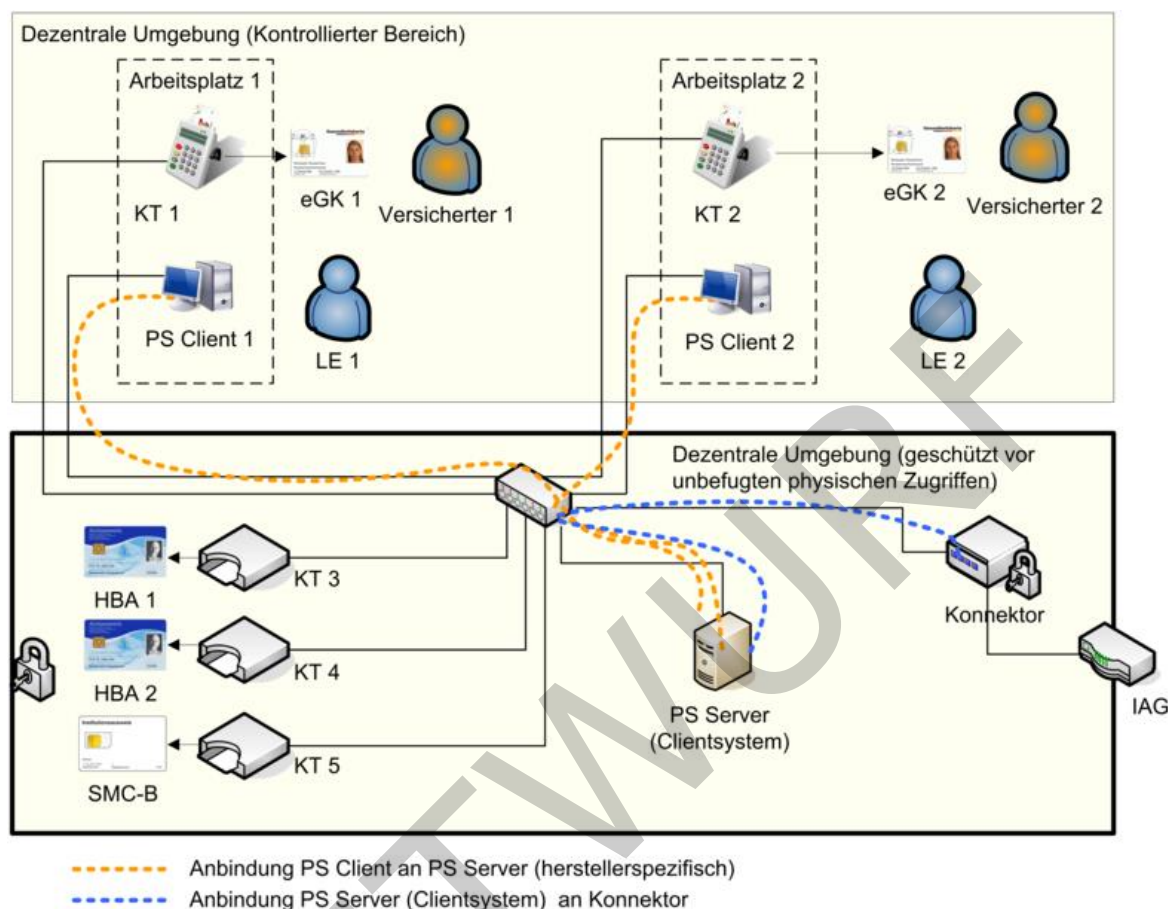 Dezentrale Umgebung (Kontrollierter Bereich)
Arbeitsplatz 1
KT 1
eGK 1
Versicherter 1
PS Client 1
LE 1
Arbeitsplatz 2
KT 2
eGK 2
Versicherter 2
PS Client 2
LE 2
Dezentrale Umgebung (geschützt vor
unbefugten physischen Zugriffen)
HBA 1
KT 3
HBA 2
KT 4
SMC-B
KT 5
PS Server
(Clientsystem)
Konnektor
IAG
TWURF
Anbindung PS Client an PS Server (herstellerspezifisch)
Anbindung PS Server (Clientsystem) an Konnektor